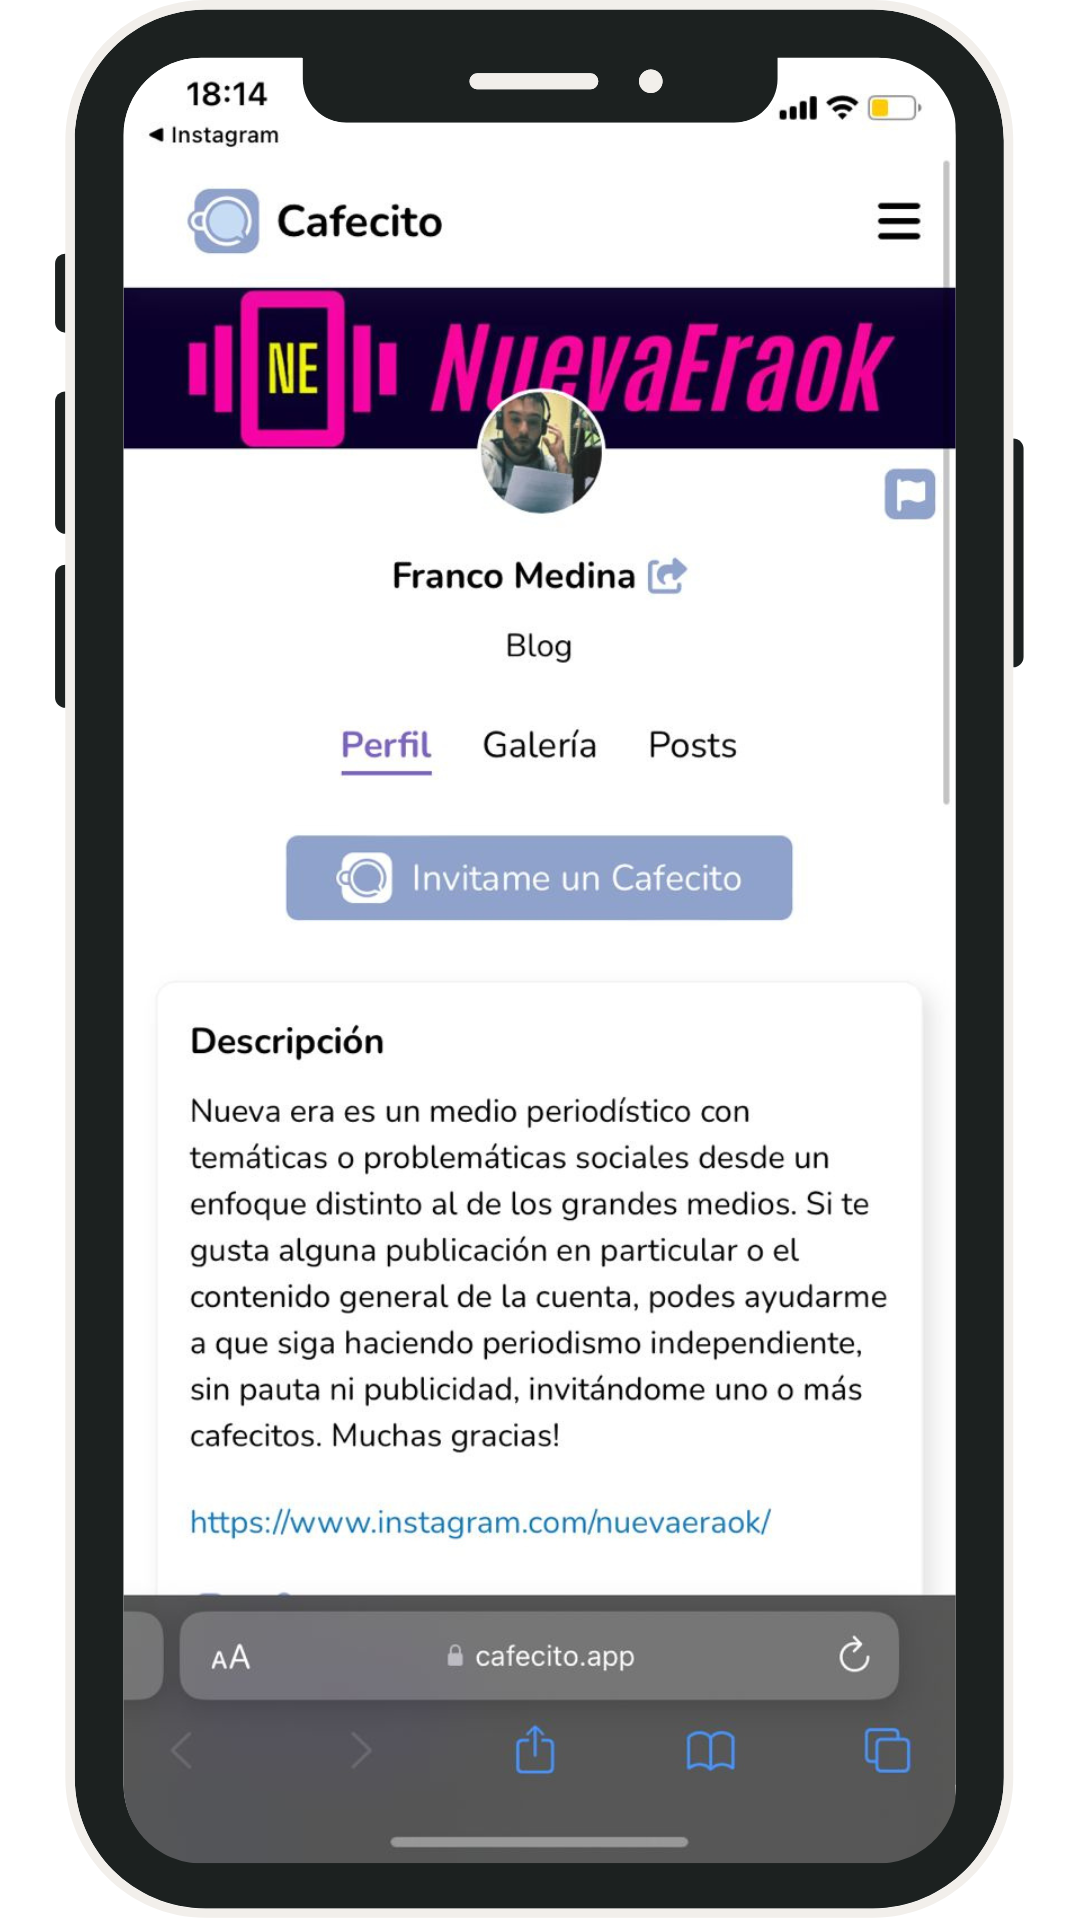 18:14
◀ Instagram
Cafecito
NE
NuevaEraok
Franco Medina
Blog
Perfil Galería Posts
Invitame un Cafecito
Descripción
Nueva era es un medio periodístico con
temáticas o problemáticas sociales desde un
enfoque distinto al de los grandes medios. Si te
gusta alguna publicación en particular o el
contenido general de la cuenta, podes ayudarme
a que siga haciendo periodismo independiente,
sin pauta ni publicidad, invitándome uno o más
cafecitos. Muchas gracias!
https://www.instagram.com/nuevaeraok/
AA cafecito.app